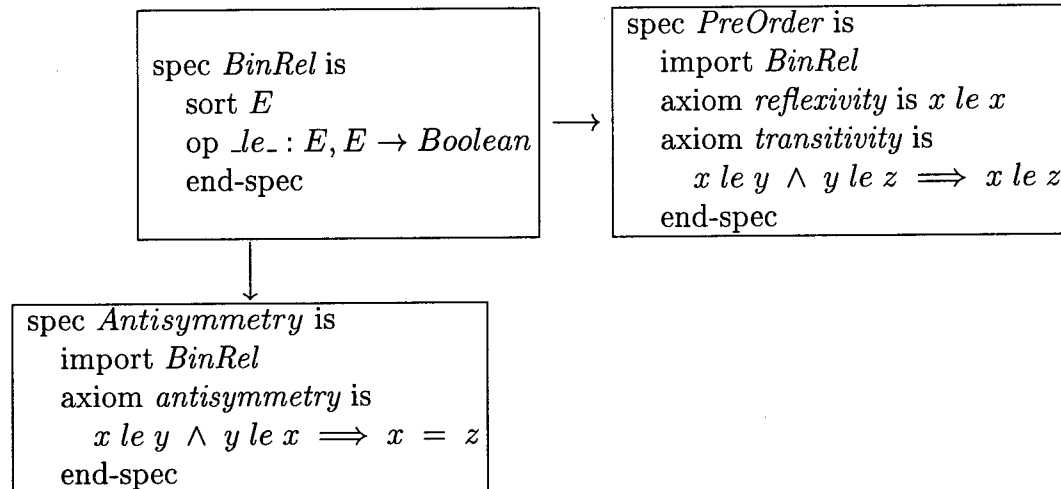 spec BinRel is
sort E
op _le_ : E, E → Boolean
end-spec
spec PreOrder is
import BinRel
axiom reflexivity is x le x
axiom transitivity is
x le y ∧ y le z ⟹ x le z
end-spec
spec Antisymmetry is
import BinRel
axiom antisymmetry is
x le y ∧ y le x ⟹ x = z
end-spec